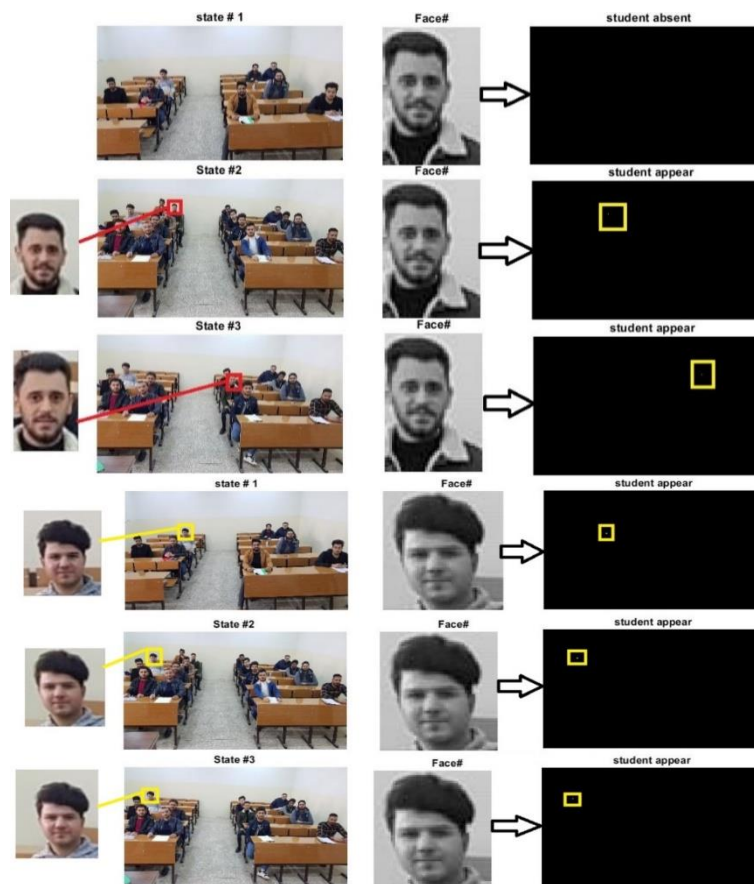 state # 1 Face# student absent
State #2 Face# student appear
State #3 Face# student appear
state # 1 Face# student appear
State #2 Face# student appear
State #3 Face# student appear